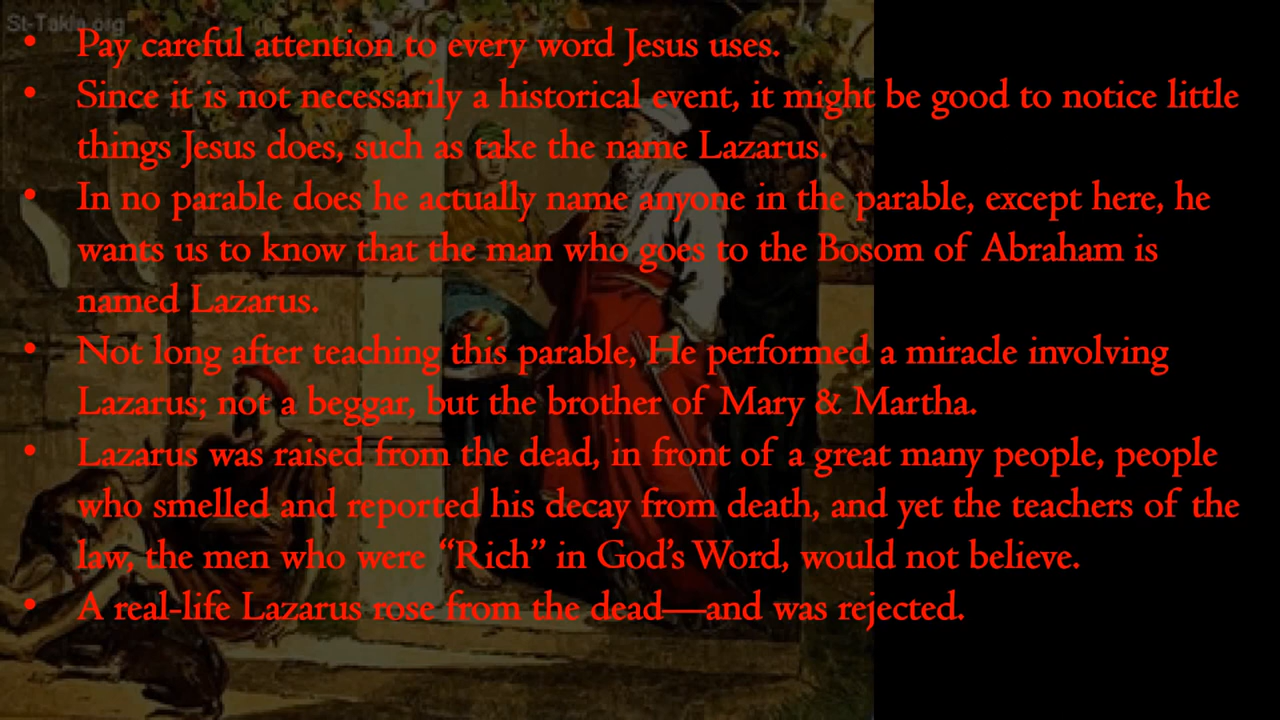 St-Takla.org
• Pay careful attention to every word Jesus uses.
• Since it is not necessarily a historical event, it might be good to notice little
things Jesus does, such as take the name Lazarus.
• In no parable does he actually name anyone in the parable, except here, he
wants us to know that the man who goes to the Bosom of Abraham is
named Lazarus.
• Not long after teaching this parable, He performed a miracle involving
Lazarus; not a beggar, but the brother of Mary & Martha.
• Lazarus was raised from the dead, in front of a great many people, people
who smelled and reported his decay from death, and yet the teachers of the
law, the men who were “Rich” in God’s Word, would not believe.
• A real-life Lazarus rose from the dead—and was rejected.